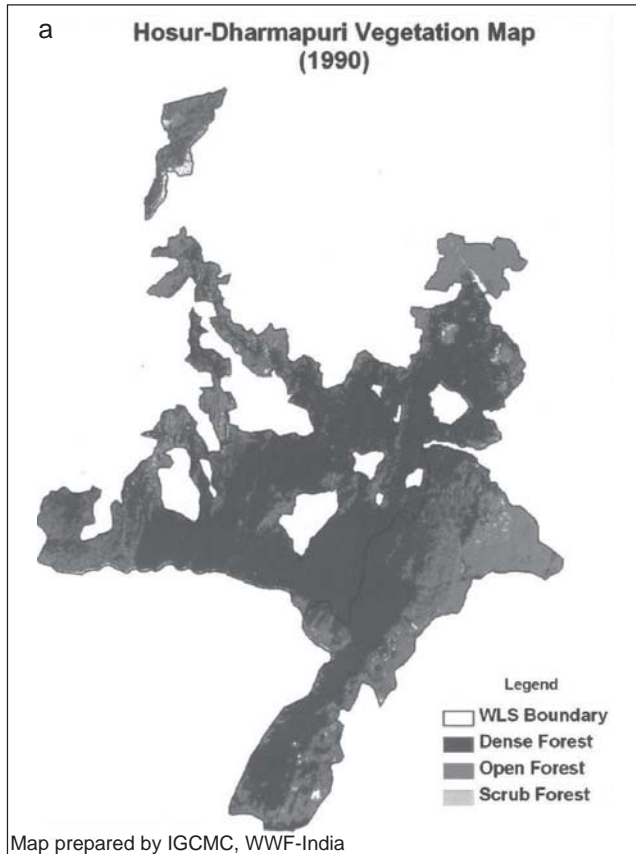 a
Hosur-Dharmapuri Vegetation Map
(1990)
Legend
WLS Boundary
Dense Forest
Open Forest
Scrub Forest
Map prepared by IGCMC, WWF-India